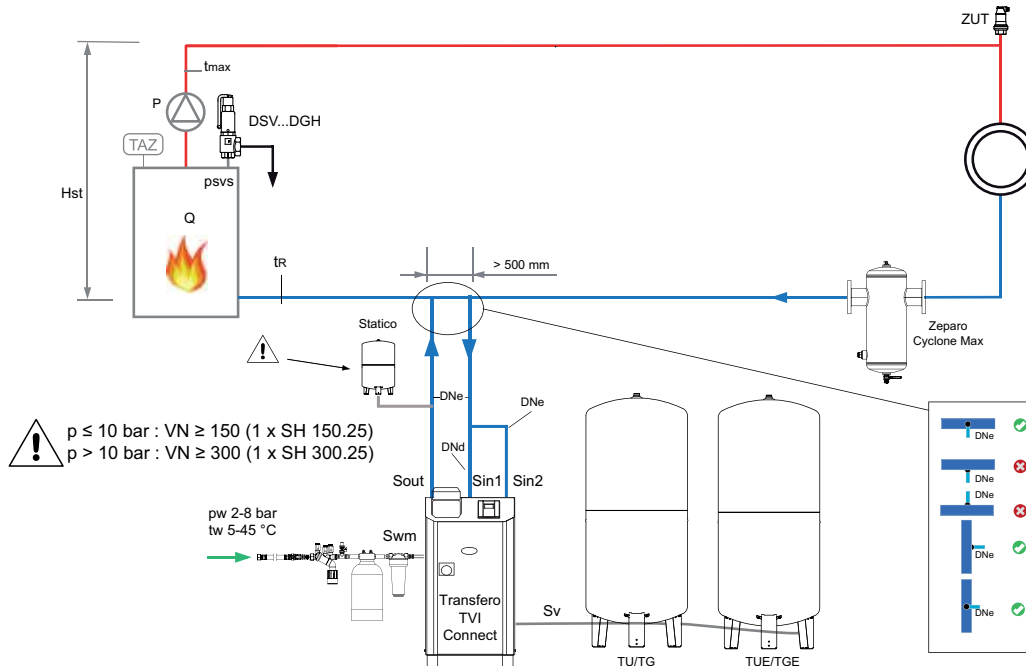 ZUT
tmax
P
DSV...DGH
TAZ
psvs
Hst
Q
> 500 mm
tR
Statico
Zeparo
Cyclone Max
DNe
DNe
p ≤ 10 bar : VN ≥ 150 (1 x SH 150.25)
p > 10 bar : VN ≥ 300 (1 x SH 300.25)
DNd
Sout
Sin1
Sin2
pw 2-8 bar
tw 5-45 °C
Swm
Transfero
TVI
Connect
Sv
TU/TG
TUE/TGE
DNe
DNe
DNe
DNe
DNe